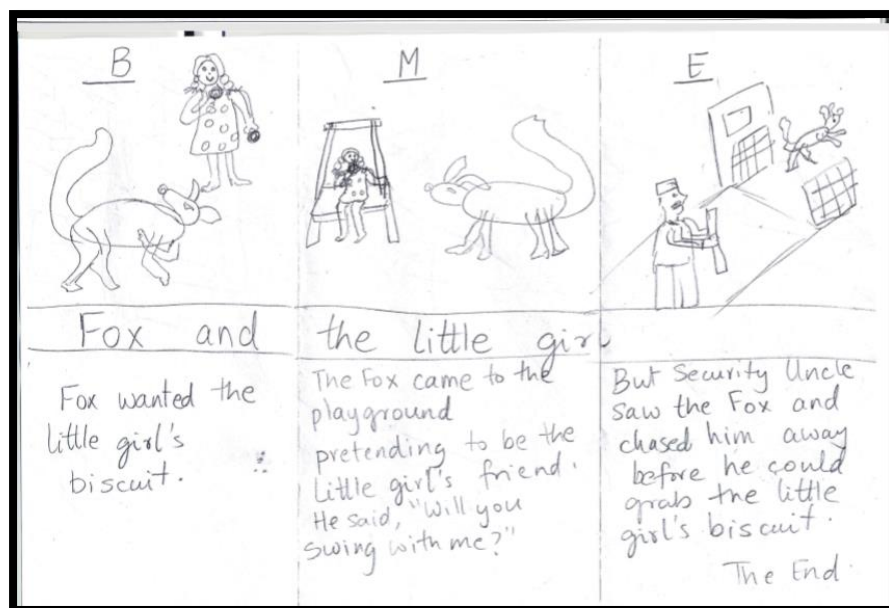 B
M
E
Fox and the little girl
Fox wanted the
little girl's
biscuit.
The Fox came to the
playground
pretending to be the
Little girl's friend.
He said, "Will you
swing with me?"
But Security Uncle
saw the Fox and
chased him away
before he could
grab the little
girl's biscuit.
The End.